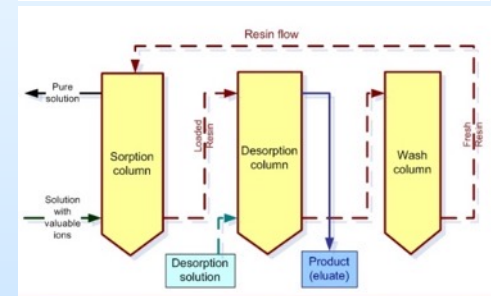 Resin flow
Pure
solution
Sorption
column
Loaded
Resin
Desorption
column
Wash
column
Fresh
Resin
Solution
with
valuable
ions
Desorption
solution
Product
(eluate)